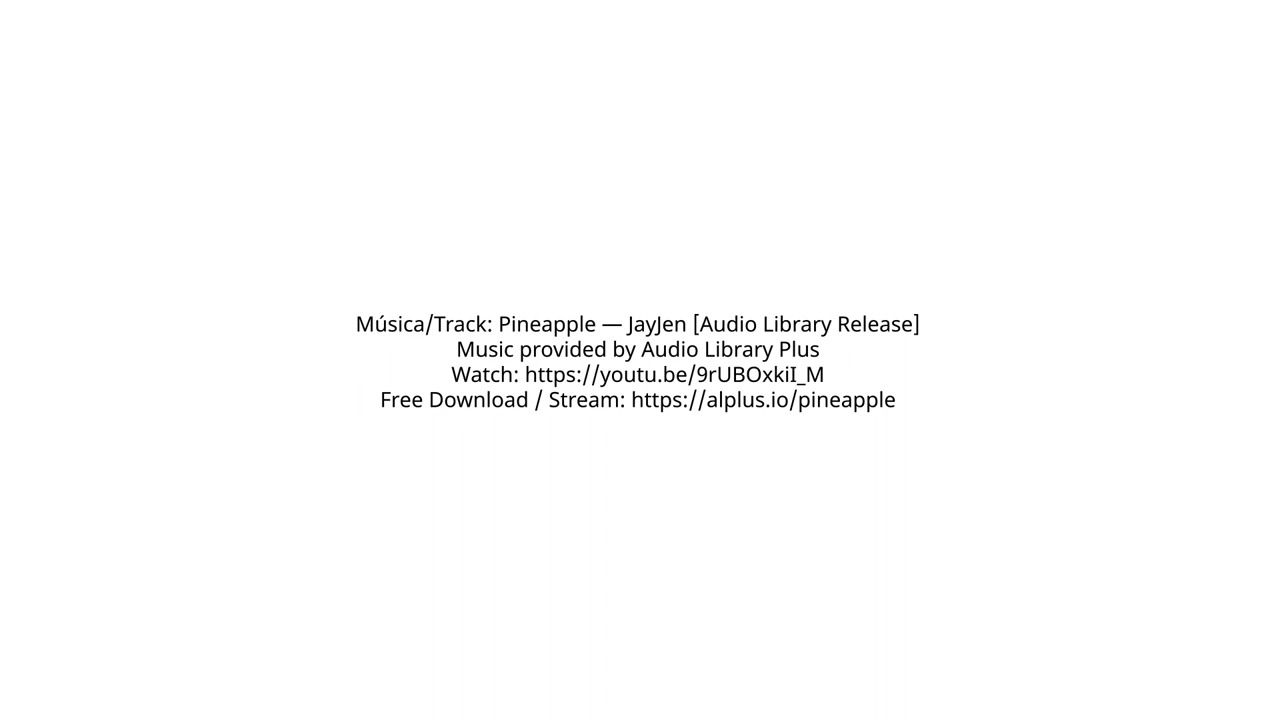 Música/Track: Pineapple — JayJen [Audio Library Release]
Music provided by Audio Library Plus
Watch: https://youtu.be/9rUBOxkiI_M
Free Download / Stream: https://alplus.io/pineapple